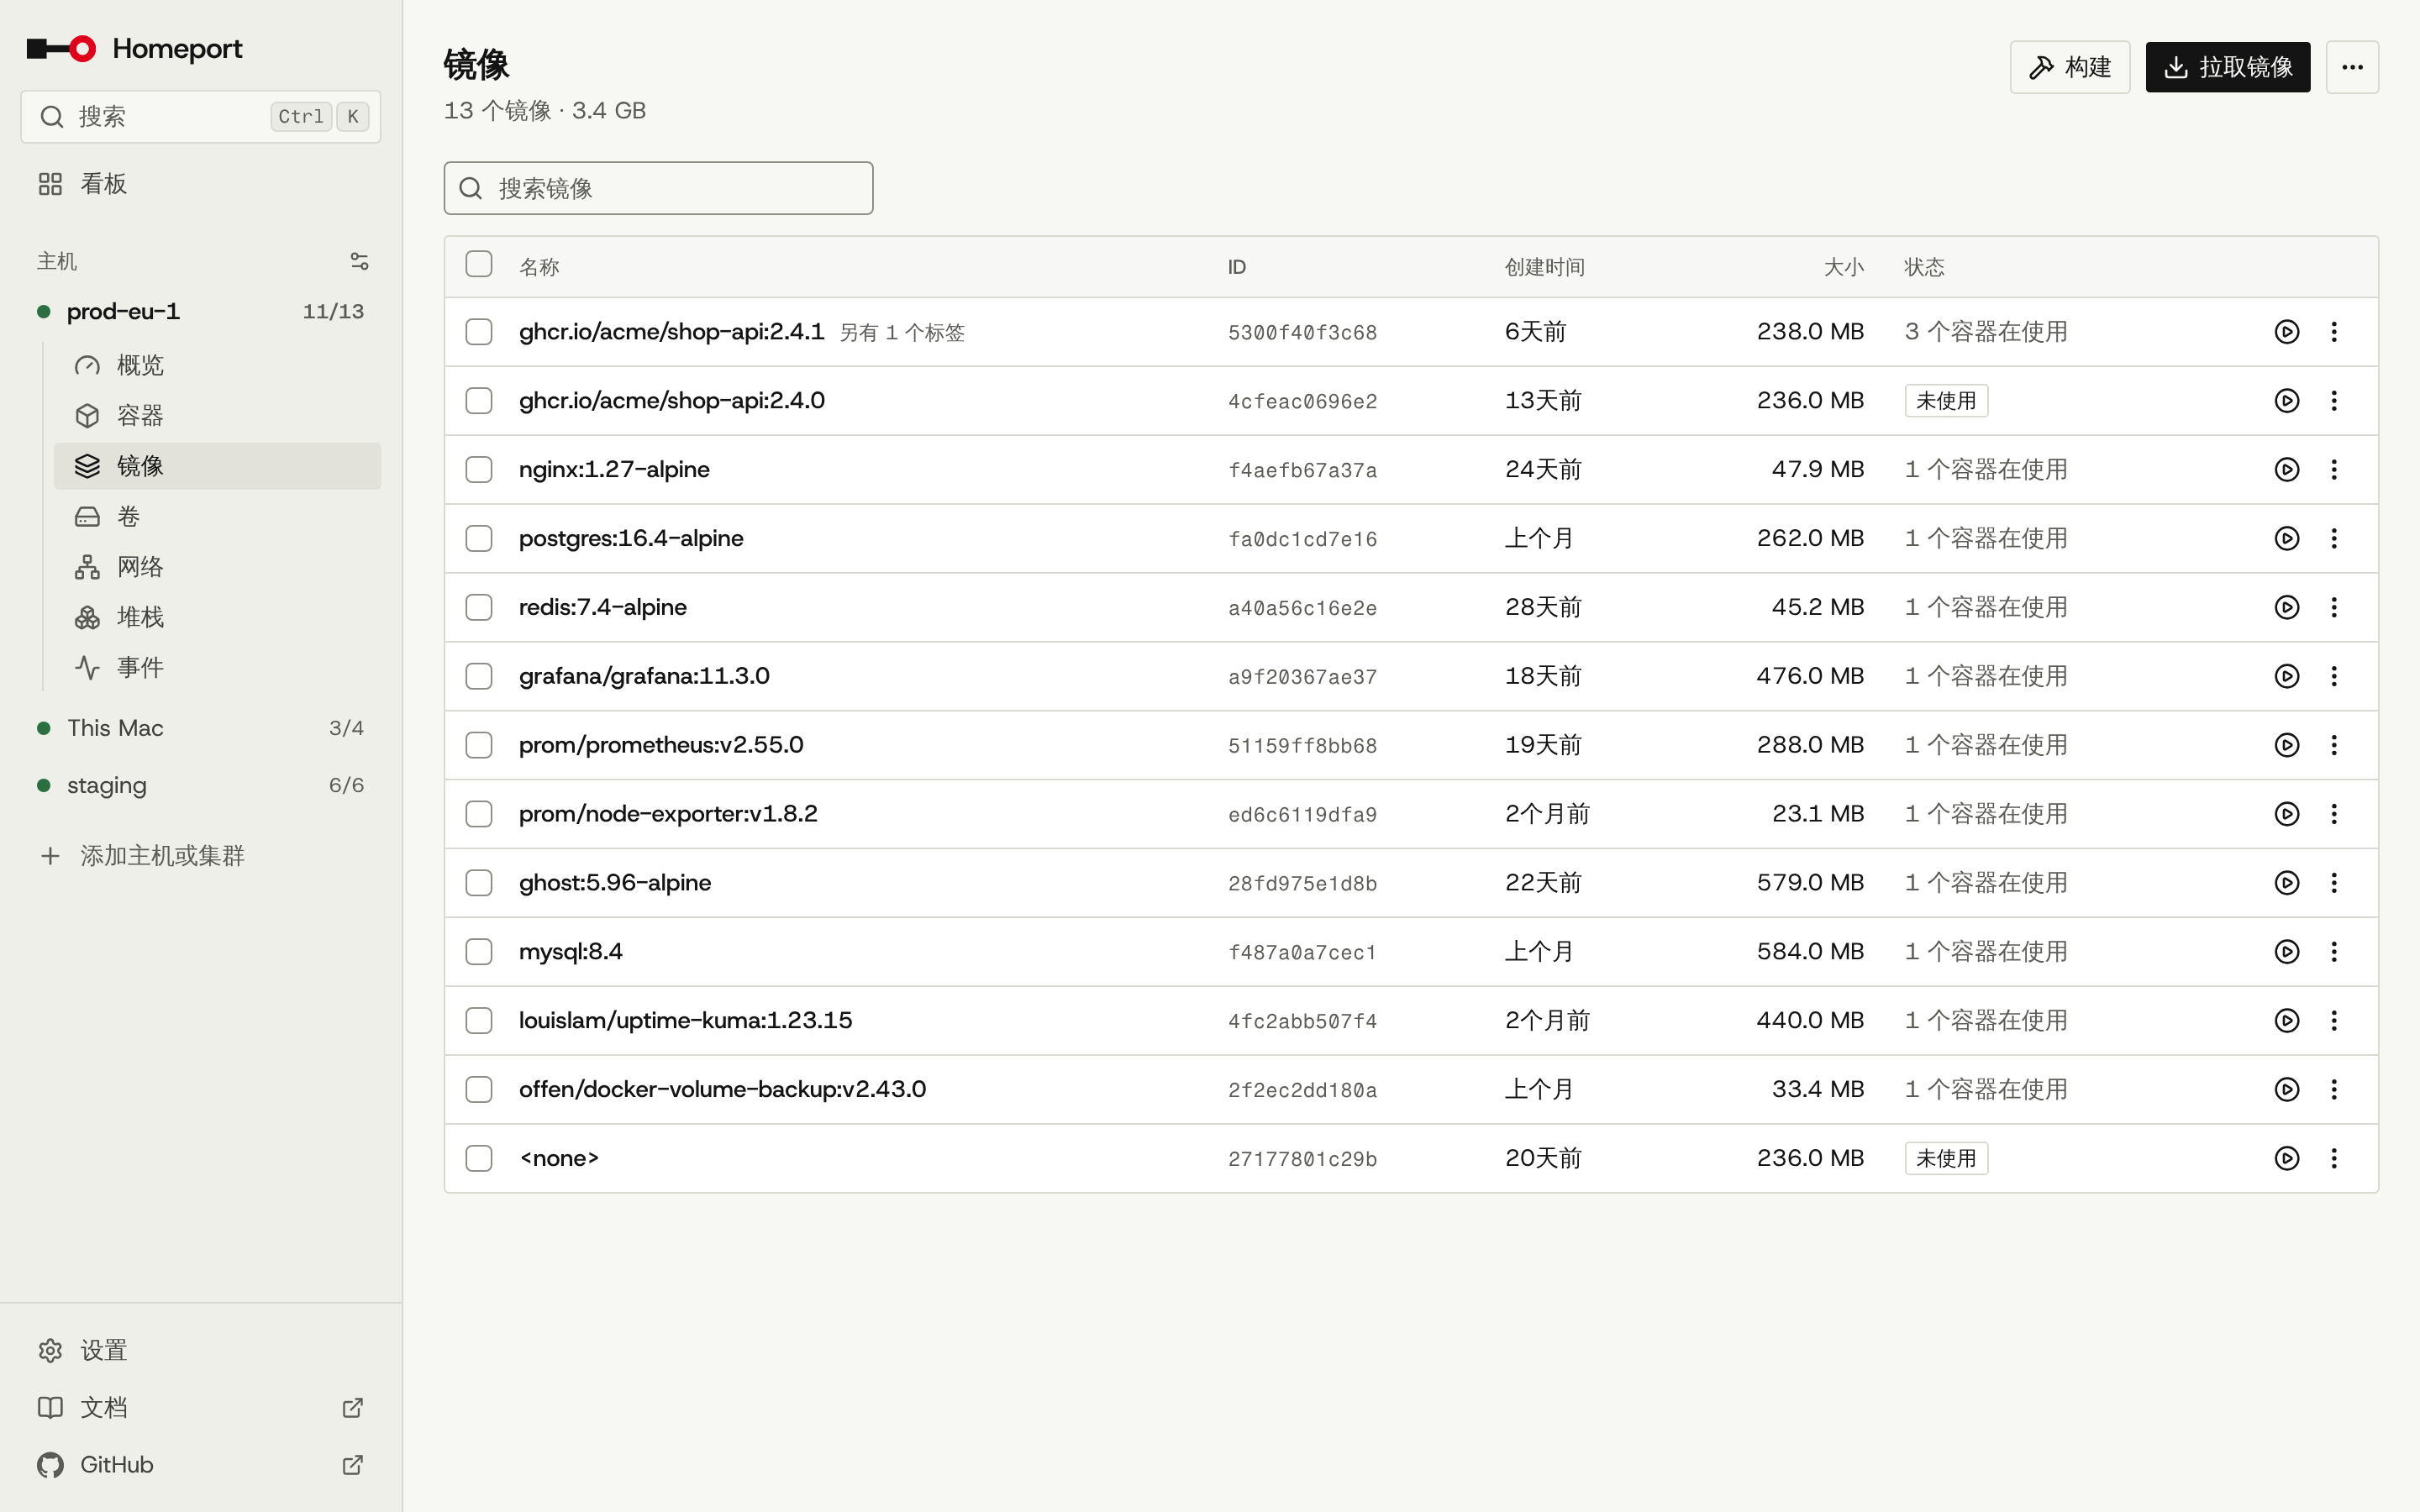 Homeport
搜索 Ctrl K
看板
主机
prod-eu-1 11/13
概览
容器
镜像
卷
网络
堆栈
事件
This Mac 3/4
staging 6/6
添加主机或集群
设置
文档
GitHub
镜像
13 个镜像 · 3.4 GB
构建
拉取镜像
搜索镜像
名称 ID 创建时间 大小 状态
ghcr.io/acme/shop-api:2.4.1 另有 1 个标签 5300f40f3c68 6天前 238.0 MB 3 个容器在使用
ghcr.io/acme/shop-api:2.4.0 4cfeac0696e2 13天前 236.0 MB 未使用
nginx:1.27-alpine f4aefb67a37a 24天前 47.9 MB 1 个容器在使用
postgres:16.4-alpine fa0dc1cd7e16 上个月 262.0 MB 1 个容器在使用
redis:7.4-alpine a40a56c16e2e 28天前 45.2 MB 1 个容器在使用
grafana/grafana:11.3.0 a9f20367ae37 18天前 476.0 MB 1 个容器在使用
prom/prometheus:v2.55.0 51159ff8bb68 19天前 288.0 MB 1 个容器在使用
prom/node-exporter:v1.8.2 ed6c6119dfa9 2个月前 23.1 MB 1 个容器在使用
ghost:5.96-alpine 28fd975e1d8b 22天前 579.0 MB 1 个容器在使用
mysql:8.4 f487a0a7cec1 上个月 584.0 MB 1 个容器在使用
louislam/uptime-kuma:1.23.15 4fc2abb507f4 2个月前 440.0 MB 1 个容器在使用
offen/docker-volume-backup:v2.43.0 2f2ec2dd180a 上个月 33.4 MB 1 个容器在使用
<none> 27177801c29b 20天前 236.0 MB 未使用